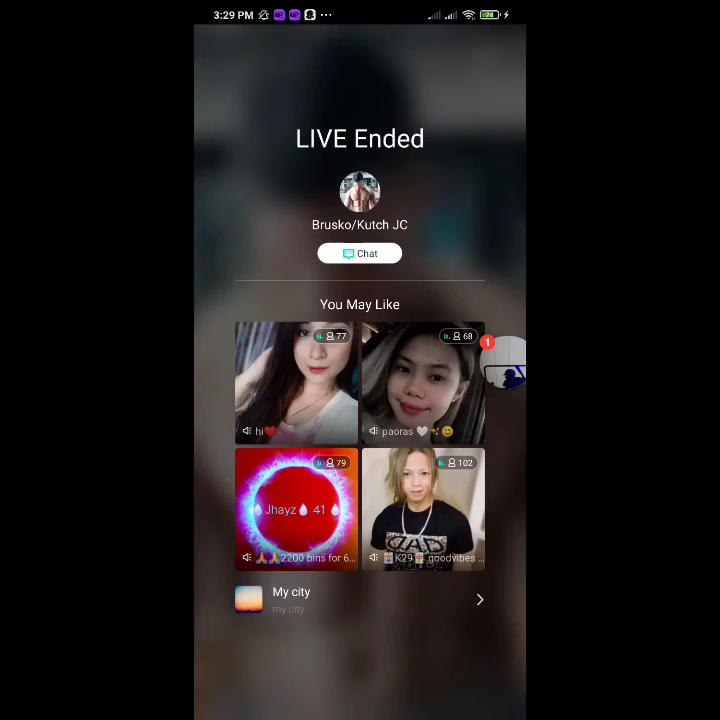 3:29 PM
74
LIVE Ended
Brusko/Kutch JC
Chat
You May Like
77
68
1
hi❤️
paoras 🤍✨😊
79
102
💧Jhayz💧 41 💧
🙏🙏2200 bins for 6...
🃏K29🃏 goodvibes ...
My city
my city